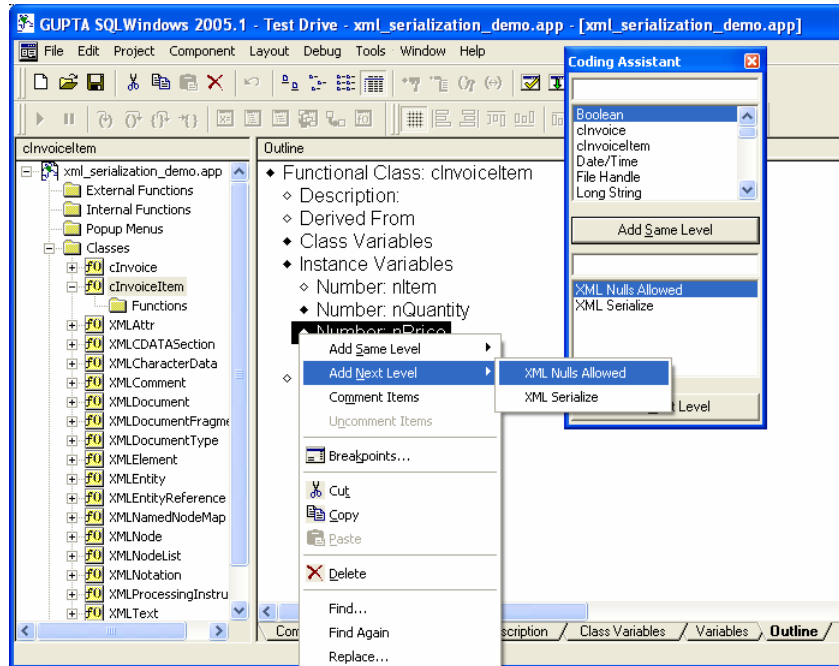 GUPTA SQLWindows 2005.1 - Test Drive - xml_serialization_demo.app - [xml_serialization_demo.app]
File Edit Project Component Layout Debug Tools Window Help
clnvoiceItem
xml_serialization_demo.app
External Functions
Internal Functions
Popup Menus
Classes
cInvoice
cInvoiceItem
Functions
XMLAttr
XMLCDATASection
XMLCharacterData
XMLComment
XMLDocument
XMLDocumentFragme
XMLDocumentType
XMLElement
XMLEntity
XMLEntityReference
XMLNamedNodeMap
XMLNode
XMLNodeList
XMLNotation
XMLProcessingInstru
XMLText
Outline
Functional Class: cInvoiceItem
Description:
Derived From
Class Variables
Instance Variables
Number: nItem
Number: nQuantity
Number: nPrice
Add Same Level
Add Next Level
Comment Items
Uncomment Items
Breakpoints...
Cut
Copy
Paste
Delete
Find...
Find Again
Replace...
XML Nulls Allowed
XML Serialize
Coding Assistant
Boolean
cInvoice
cInvoiceItem
Date/Time
File Handle
Long String
Add Same Level
XML Nulls Allowed
XML Serialize
t Level
Com
scription / Class Variables / Variables / Outline